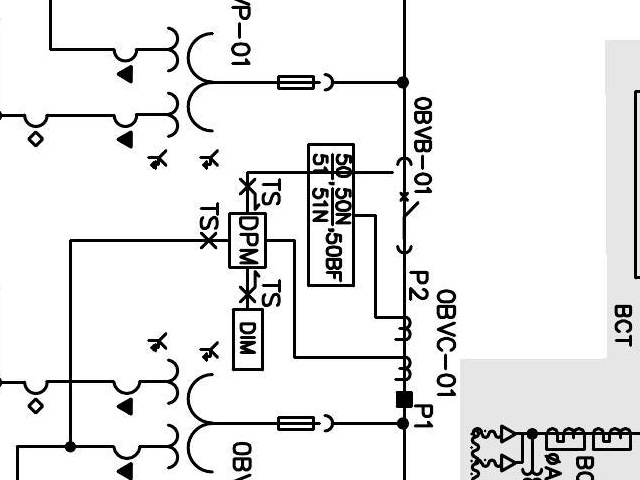 VP-01
0BVB-01
50,50N
51,51N,50BF
TS
TS
DPM
TS
DIM
P2
0BVC-01
P1
0BV
BCT
BC
øA